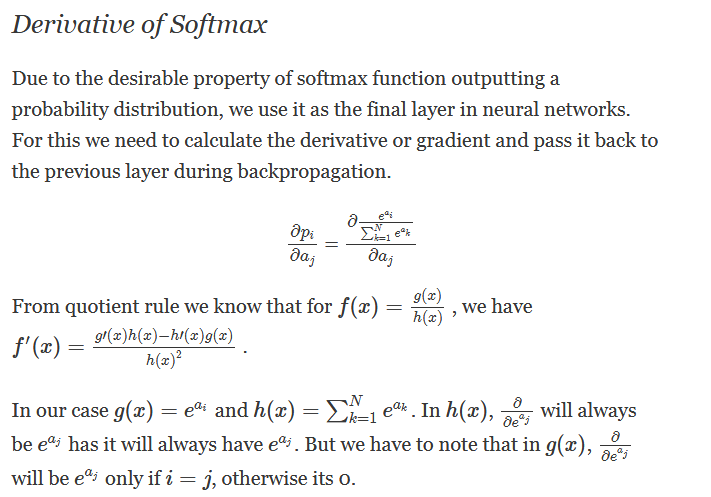 Derivative of Softmax
Due to the desirable property of softmax function outputting a
probability distribution, we use it as the final layer in neural networks.
For this we need to calculate the derivative or gradient and pass it back to
the previous layer during backpropagation.
$\frac{\partial p_i}{\partial a_j} = \frac{\partial \frac{e^{a_i}}{\sum_{k=1}^{N} e^{a_k}}}{\partial a_j}$
From quotient rule we know that for $f(x) = \frac{g(x)}{h(x)}$ , we have
$f'(x) = \frac{g'(x)h(x)-h'(x)g(x)}{h(x)^2}$ .
In our case $g(x) = e^{a_i}$ and $h(x) = \sum_{k=1}^{N} e^{a_k}$. In $h(x)$, $\frac{\partial}{\partial e^{a_j}}$ will always
be $e^{a_j}$ has it will always have $e^{a_j}$. But we have to note that in $g(x)$, $\frac{\partial}{\partial e^{a_j}}$
will be $e^{a_j}$ only if $i = j$, otherwise its 0.